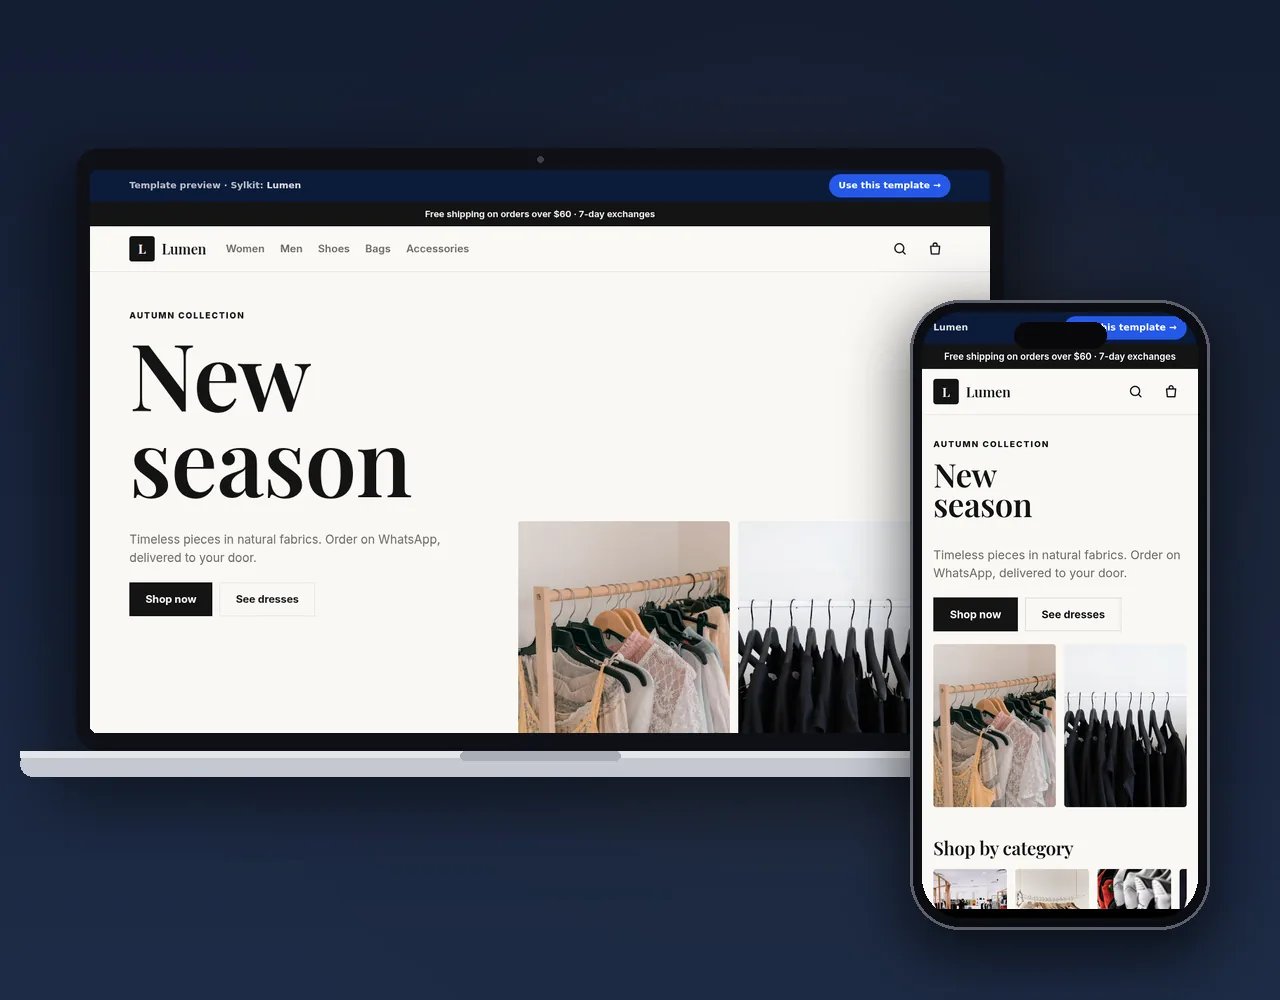 Template preview · Sylkit: Lumen
Use this template →
Free shipping on orders over $60 · 7-day exchanges
L Lumen Women Men Shoes Bags Accessories
AUTUMN COLLECTION
New
season
Timeless pieces in natural fabrics. Order on WhatsApp,
delivered to your door.
Shop now See dresses
Lumen
this template →
Free shipping on orders over $60 · 7-day exchanges
L Lumen
AUTUMN COLLECTION
New
season
Timeless pieces in natural fabrics. Order on
WhatsApp, delivered to your door.
Shop now See dresses
Shop by category